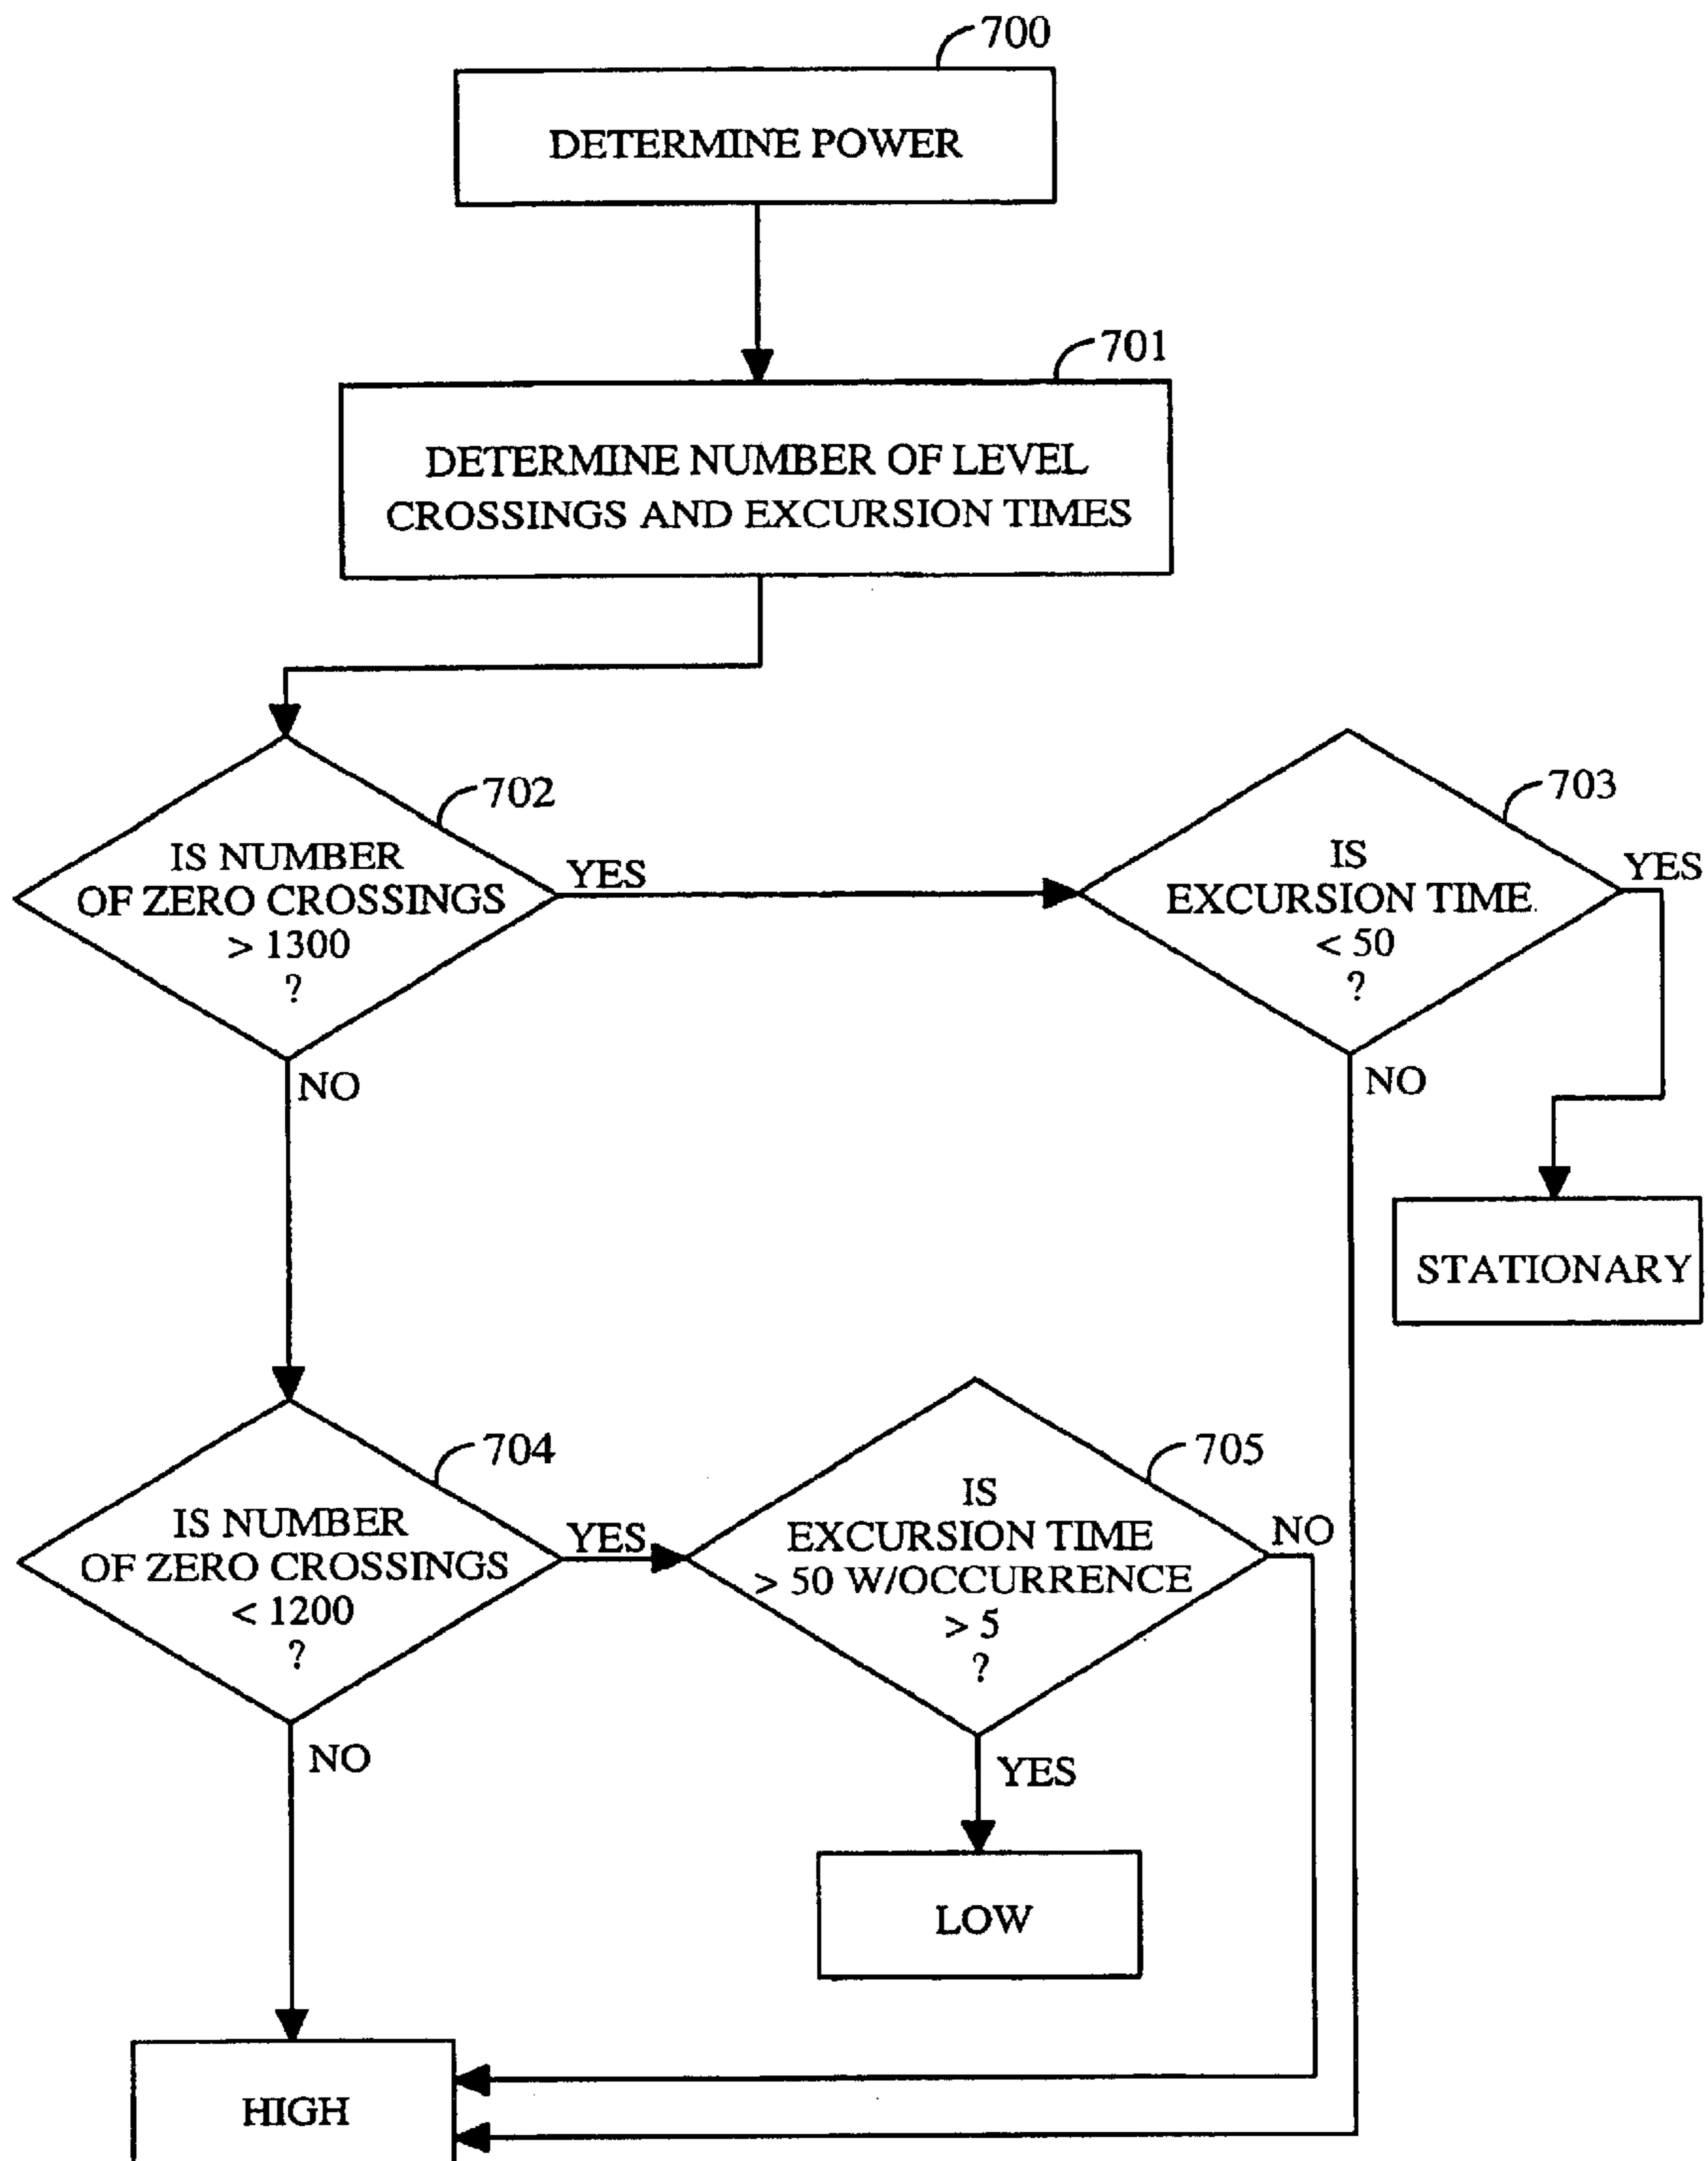 700
DETERMINE POWER
701
DETERMINE NUMBER OF LEVEL
CROSSINGS AND EXCURSION TIMES
702
IS NUMBER
OF ZERO CROSSINGS
> 1300
?
YES
NO
703
IS
EXCURSION TIME
< 50
?
YES
NO
STATIONARY
704
IS NUMBER
OF ZERO CROSSINGS
< 1200
?
YES
NO
705
IS
EXCURSION TIME
> 50 W/OCCURRENCE
> 5
?
NO
YES
LOW
HIGH